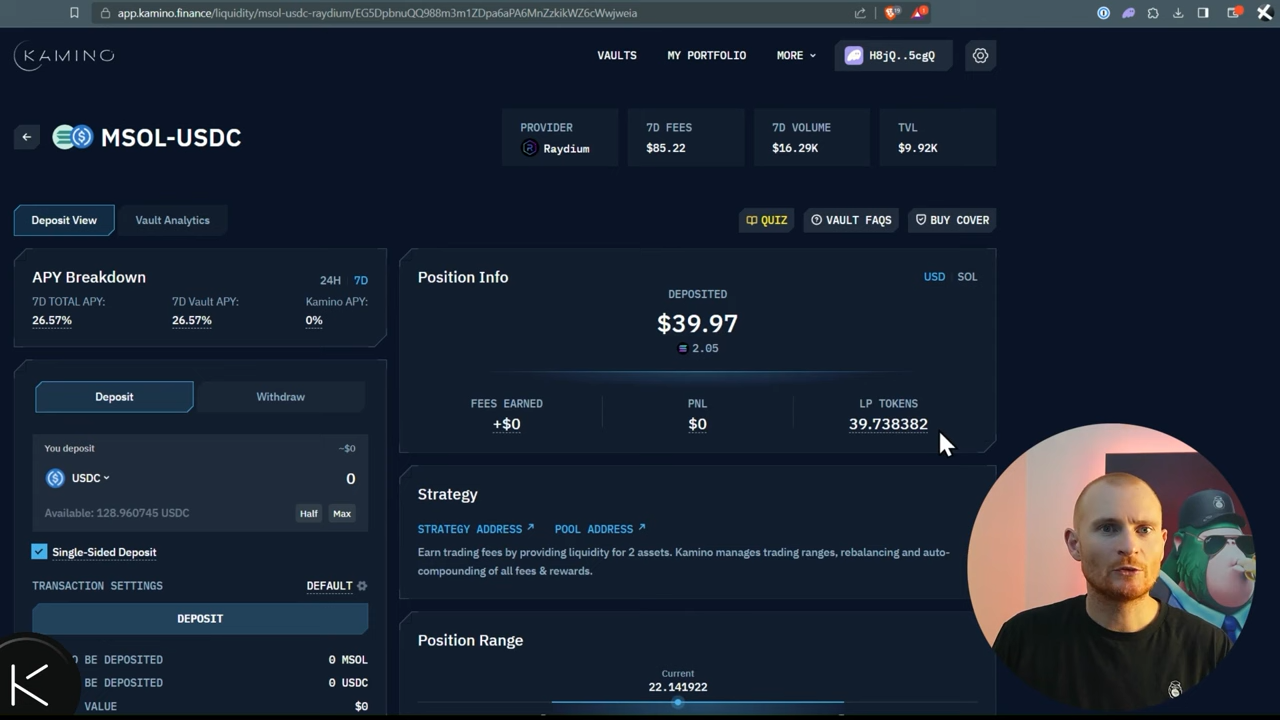 app.kamino.finance/liquidity/msol-usdc-raydium/EG5DpbnuQQ988m3m1ZDpa6aPA6MnZzkikWZ6cWwjweia
KAMINO
VAULTS
MY PORTFOLIO
MORE
H8jQ..5cgQ
MSOL-USDC
PROVIDER
Raydium
7D FEES
$85.22
7D VOLUME
$16.29K
TVL
$9.92K
Deposit View
Vault Analytics
QUIZ
VAULT FAQS
BUY COVER
APY Breakdown
24H
7D
7D TOTAL APY:
7D Vault APY:
Kamino APY:
26.57%
26.57%
0%
Deposit
Withdraw
You deposit
~$0
USDC
0
Available: 128.960745 USDC
Half
Max
Single-Sided Deposit
TRANSACTION SETTINGS
DEFAULT
DEPOSIT
O BE DEPOSITED
0 MSOL
BE DEPOSITED
0 USDC
VALUE
$0
Position Info
USD
SOL
DEPOSITED
$39.97
2.05
FEES EARNED
PNL
LP TOKENS
+$0
$0
39.738382
Strategy
STRATEGY ADDRESS
POOL ADDRESS
Earn trading fees by providing liquidity for 2 assets. Kamino manages trading ranges, rebalancing and auto-
compounding of all fees & rewards.
Position Range
Current
22.141922